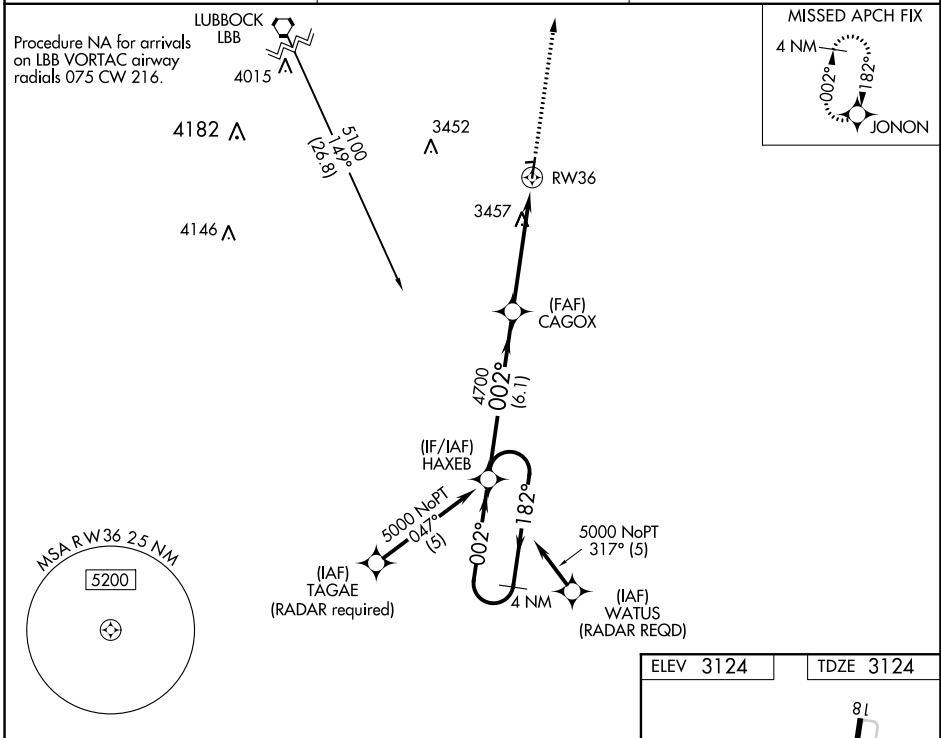 LUBBOCK
LBB
Procedure NA for arrivals
on LBB VORTAC airway
radials 075 CW 216.
4015
4182
3452
5100
149°
(26.8)
4146
3457
RW36
MISSED APCH FIX
4 NM
002°
182°
JONON
(FAF)
CAGOX
4700
002°
(6.1)
(IF/IAF)
HAXEB
5000 NoPT
047°
(5)
002°
182°
5000 NoPT
317° (5)
4 NM
(IAF)
TAGAE
(RADAR required)
(IAF)
WATUS
(RADAR REQD)
MSA RW36 25 NM
5200
ELEV 3124
TDZE 3124
18